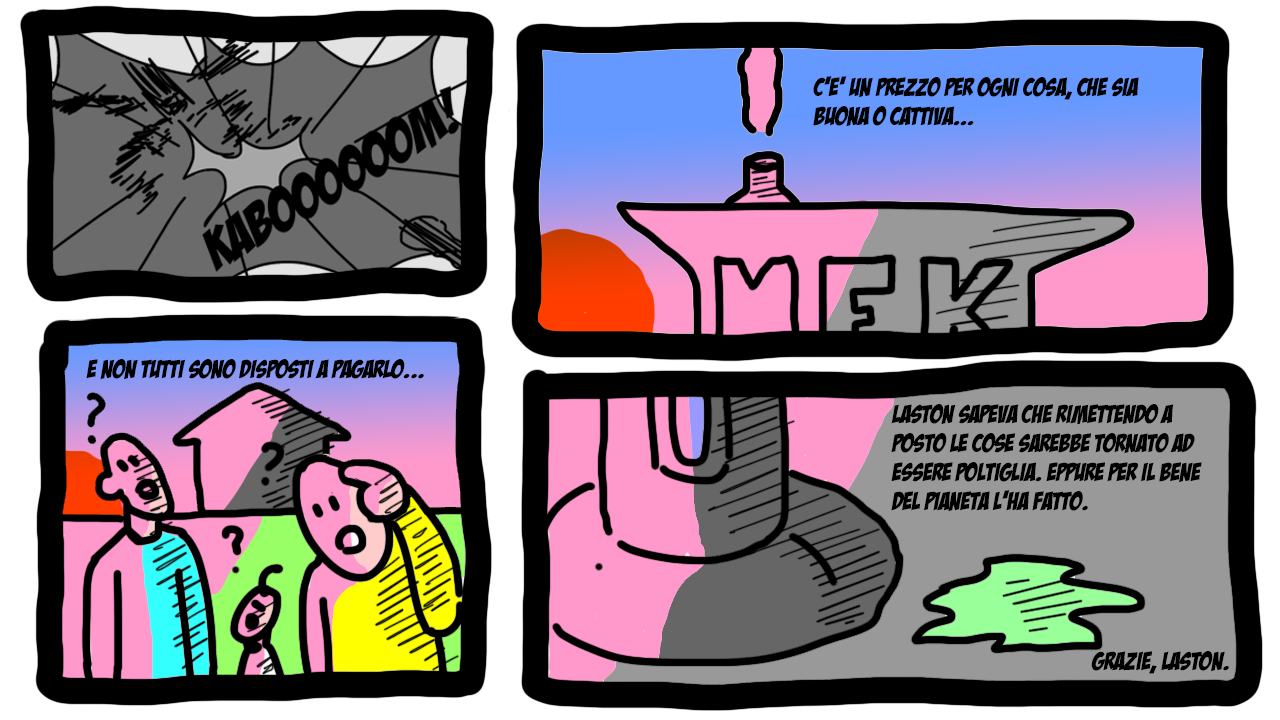 KABOOOOOOM!
C'E' UN PREZZO PER OGNI COSA, CHE SIA
BUONA O CATTIVA...
MEK
E NON TUTTI SONO DISPOSTI A PAGARLO...
?
?
?
LASTON SAPEVA CHE RIMETTENDO A
POSTO LE COSE SAREBBE TORNATO AD
ESSERE POLTIGLIA. EPPURE PER IL BENE
DEL PIANETA L'HA FATTO.
GRAZIE, LASTON.